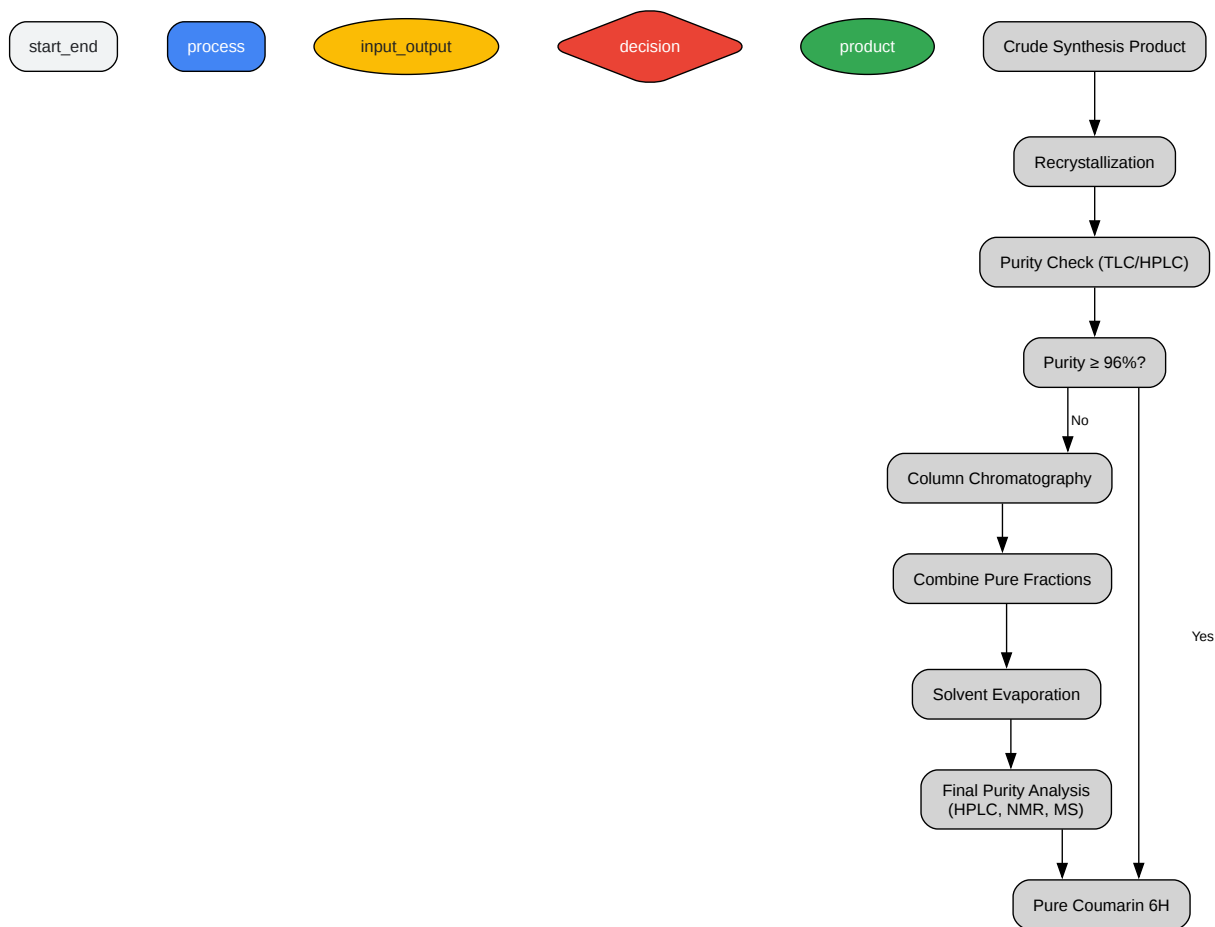 start_end
process
input_output
decision
product
Crude Synthesis Product
Recrystallization
Purity Check (TLC/HPLC)
Purity ≥ 96%?
No
Column Chromatography
Combine Pure Fractions
Yes
Solvent Evaporation
Final Purity Analysis
(HPLC, NMR, MS)
Pure Coumarin 6H